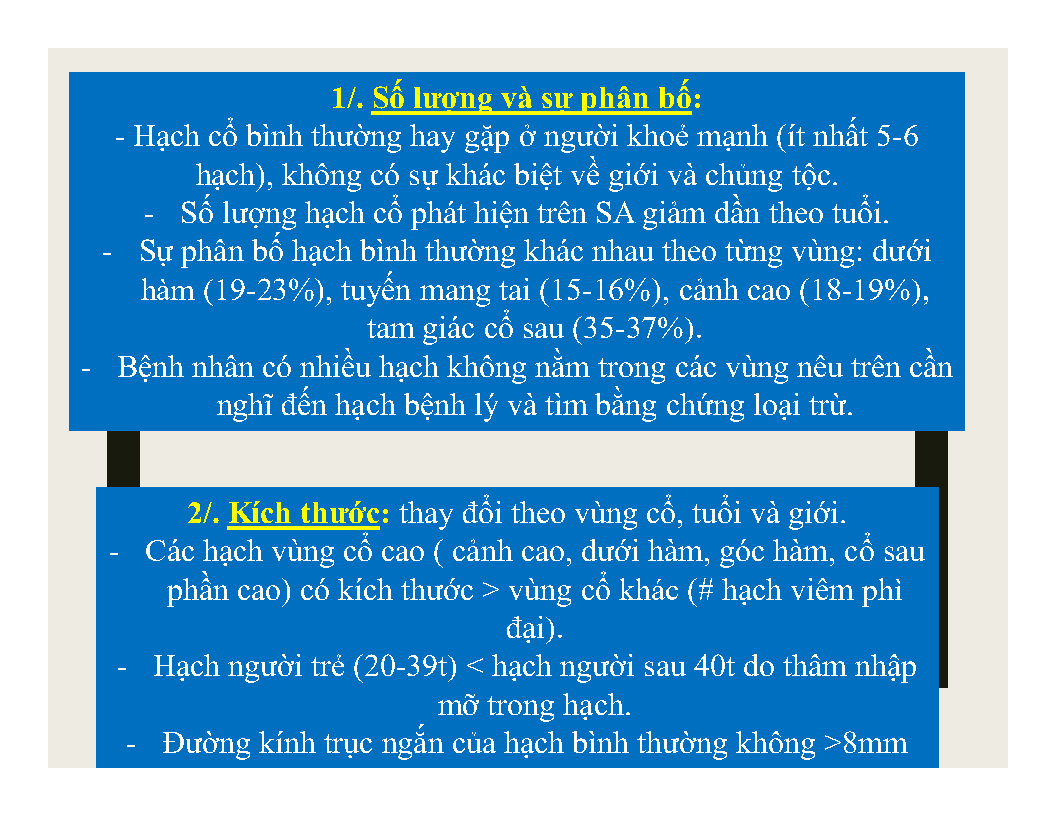 1/. Số lượng và sự phân bố:
- Hạch cổ bình thường hay gặp ở người khoẻ mạnh (ít nhất 5-6
hạch), không có sự khác biệt về giới và chủng tộc.
- Số lượng hạch cổ phát hiện trên SA giảm dần theo tuổi.
- Sự phân bố hạch bình thường khác nhau theo từng vùng: dưới
hàm (19-23%), tuyến mang tai (15-16%), cảnh cao (18-19%),
tam giác cổ sau (35-37%).
- Bệnh nhân có nhiều hạch không nằm trong các vùng nêu trên cần
nghĩ đến hạch bệnh lý và tìm bằng chứng loại trừ.
2/. Kích thước: thay đổi theo vùng cổ, tuổi và giới.
- Các hạch vùng cổ cao ( cảnh cao, dưới hàm, góc hàm, cổ sau
phần cao) có kích thước > vùng cổ khác (# hạch viêm phì
đại).
- Hạch người trẻ (20-39t) < hạch người sau 40t do thâm nhập
mỡ trong hạch.
- Đường kính trục ngắn của hạch bình thường không >8mm